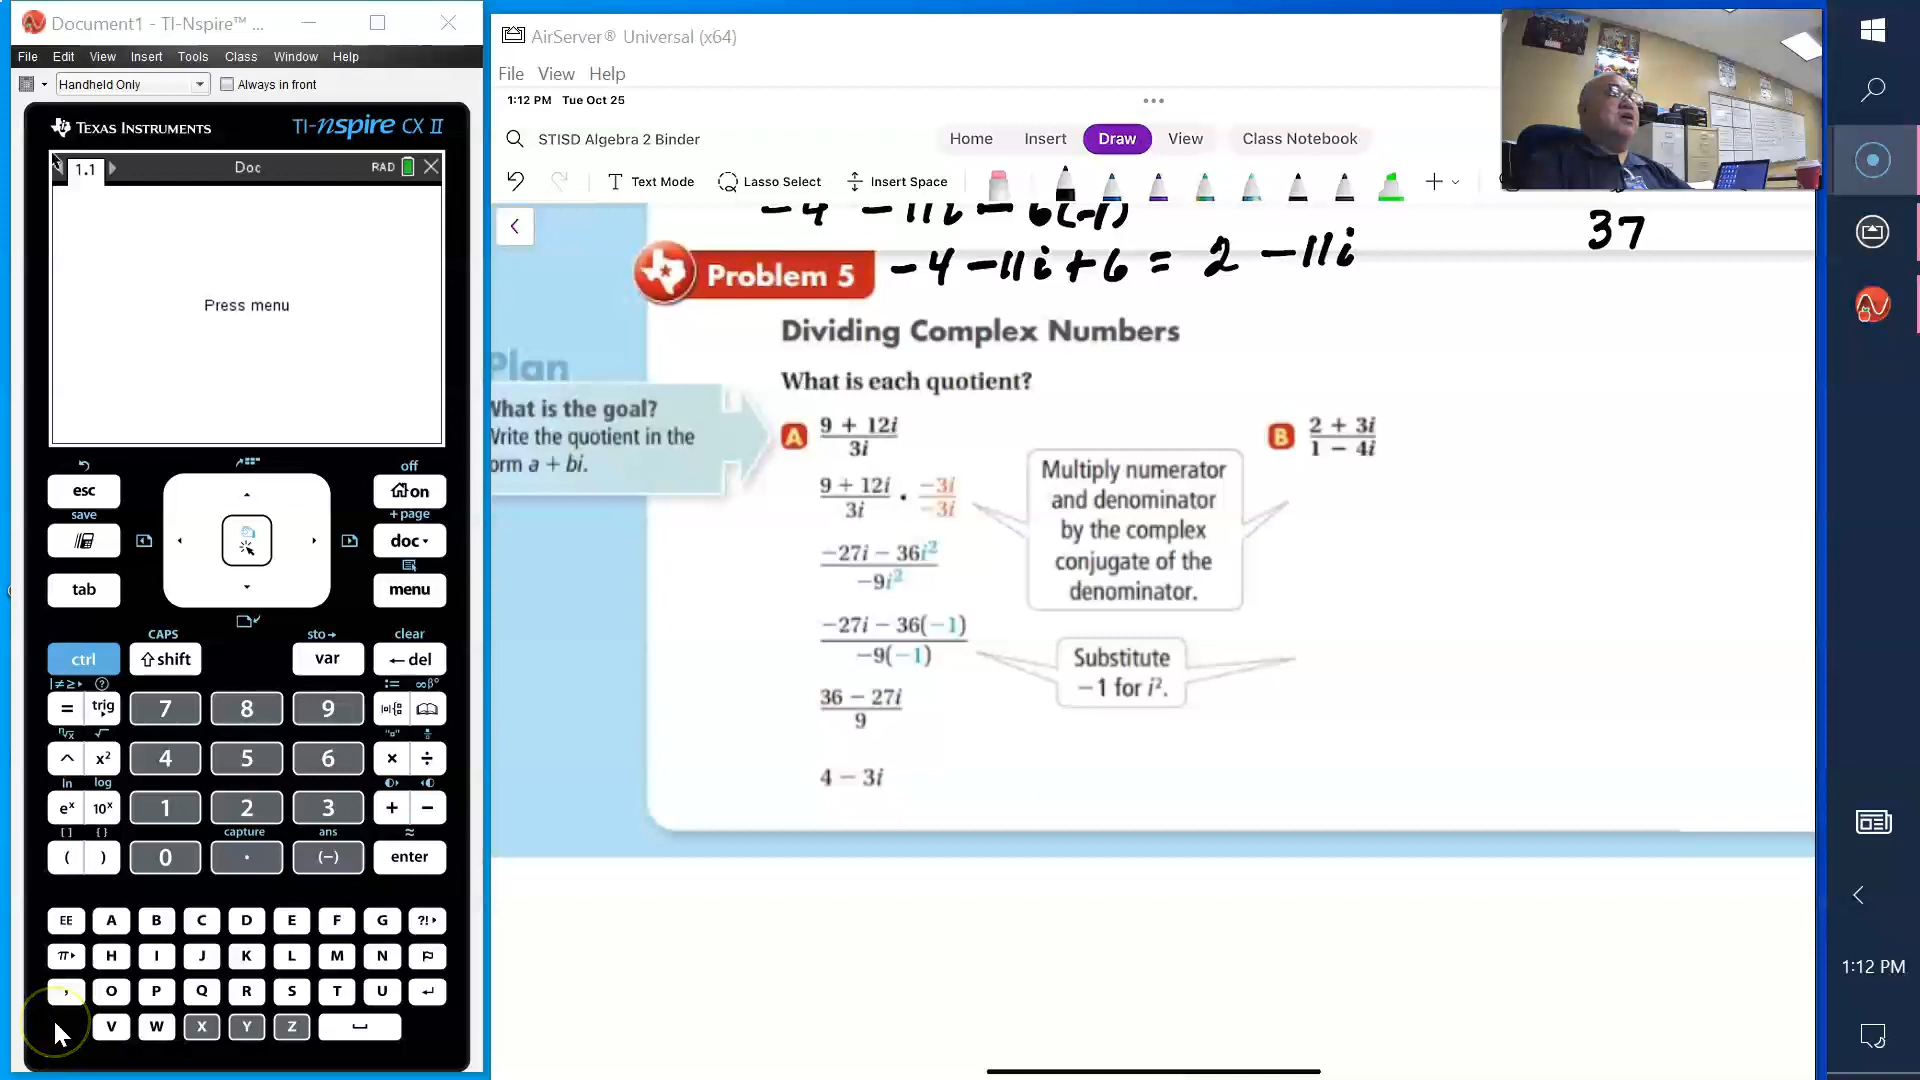 Document1 - TI-Nspire™ ...
File Edit View Insert Tools Class Window Help
Handheld Only Always in front
TEXAS INSTRUMENTS TI-nspire CX II
1.1 Doc RAD
Press menu
off
esc on
save + page
doc
tab menu
CAPS sto→ clear
ctrl shift var ←del
|≠≥▸ ? := ∞β°
= trig 7 8 9 |□|{
ⁿ√x √ "▫"
^ x² 4 5 6 × ÷
ln log
eˣ 10ˣ 1 2 3 + −
[ ] { } capture ans ≈
( ) 0 . (−) enter
EE A B C D E F G ?!▸
π▸ H I J K L M N
, O P Q R S T U ↵
V W X Y Z
AirServer® Universal (x64)
File View Help
1:12 PM Tue Oct 25
STISD Algebra 2 Binder Home Insert Draw View Class Notebook
Text Mode Lasso Select Insert Space
-4 -11i - 6(-1)
37
Problem 5 -4 -11i + 6 = 2 -11i
Dividing Complex Numbers
What is each quotient?
Plan
What is the goal?
Write the quotient in the
form a + bi.
A 9 + 12i / 3i
9 + 12i / 3i · −3i / −3i
−27i − 36i² / −9i²
−27i − 36(−1) / −9(−1)
36 − 27i / 9
4 − 3i
Multiply numerator
and denominator
by the complex
conjugate of the
denominator.
Substitute
−1 for i².
B 2 + 3i / 1 − 4i
1:12 PM